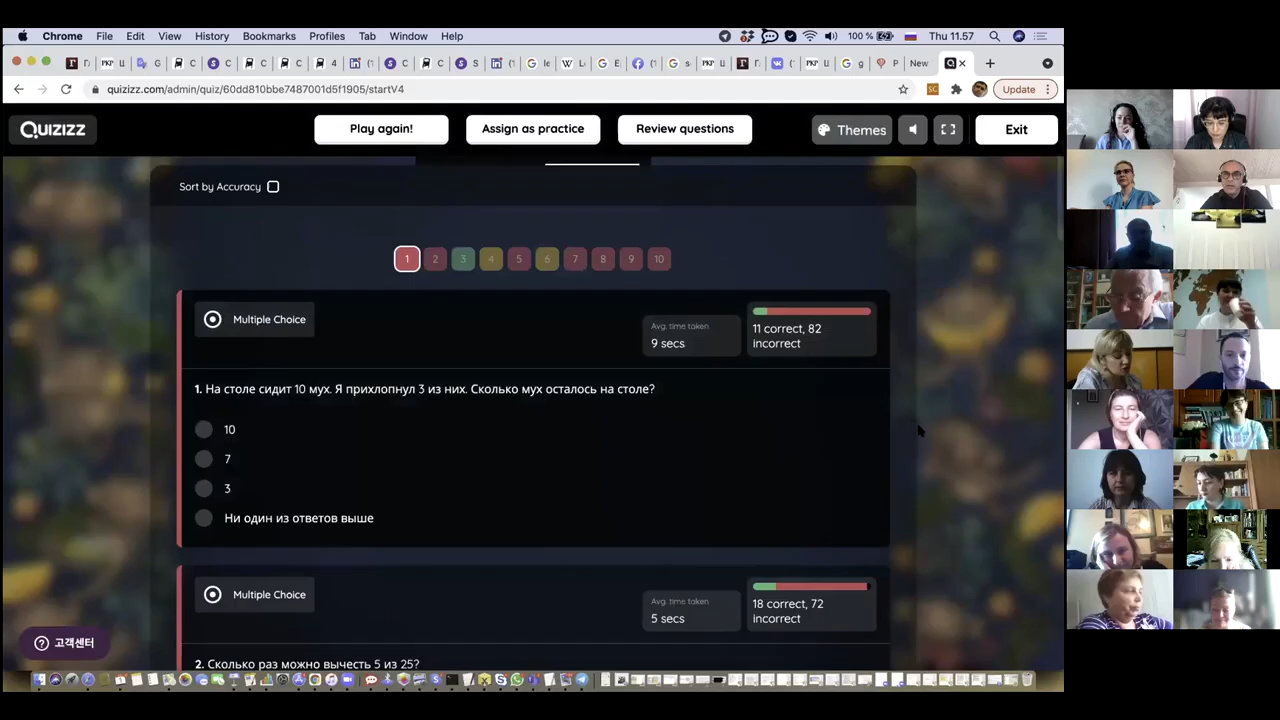 Chrome File Edit View History Bookmarks Profiles Tab Window Help 100 % Thu 11.57
New
quizizz.com/admin/quiz/60dd810bbe7487001d5f1905/startV4 Update
QUIZIZZ Play again! Assign as practice Review questions Themes Exit
Sort by Accuracy
1 2 3 4 5 6 7 8 9 10
Multiple Choice
Avg. time taken
9 secs
11 correct, 82
incorrect
1. На столе сидит 10 мух. Я прихлопнул 3 из них. Сколько мух осталось на столе?
10
7
3
Ни один из ответов выше
Multiple Choice
Avg. time taken
5 secs
18 correct, 72
incorrect
고객센터
2. Сколько раз можно вычесть 5 из 25?